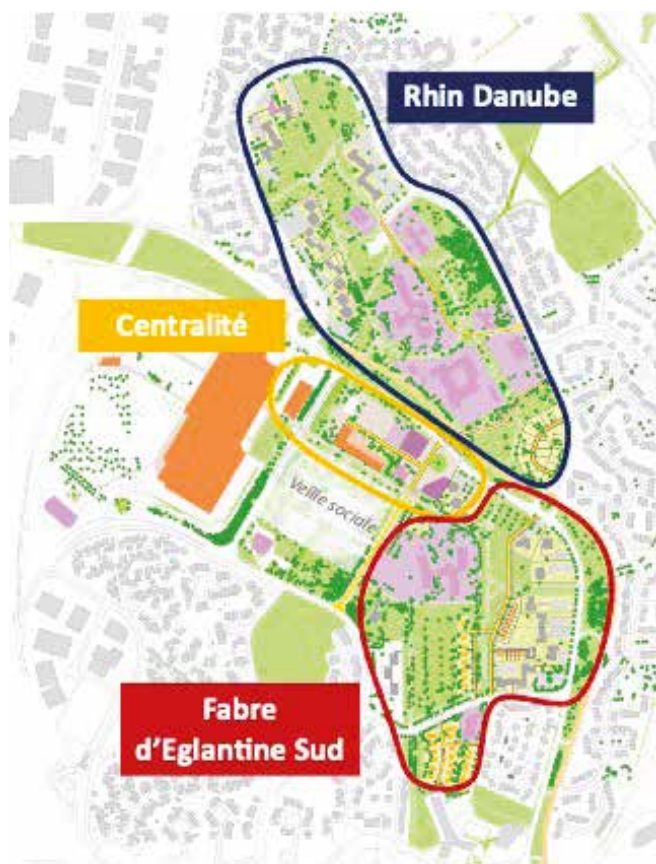 Rhin Danube
Centralité
Veille sociale
Fabre
d'Eglantine Sud